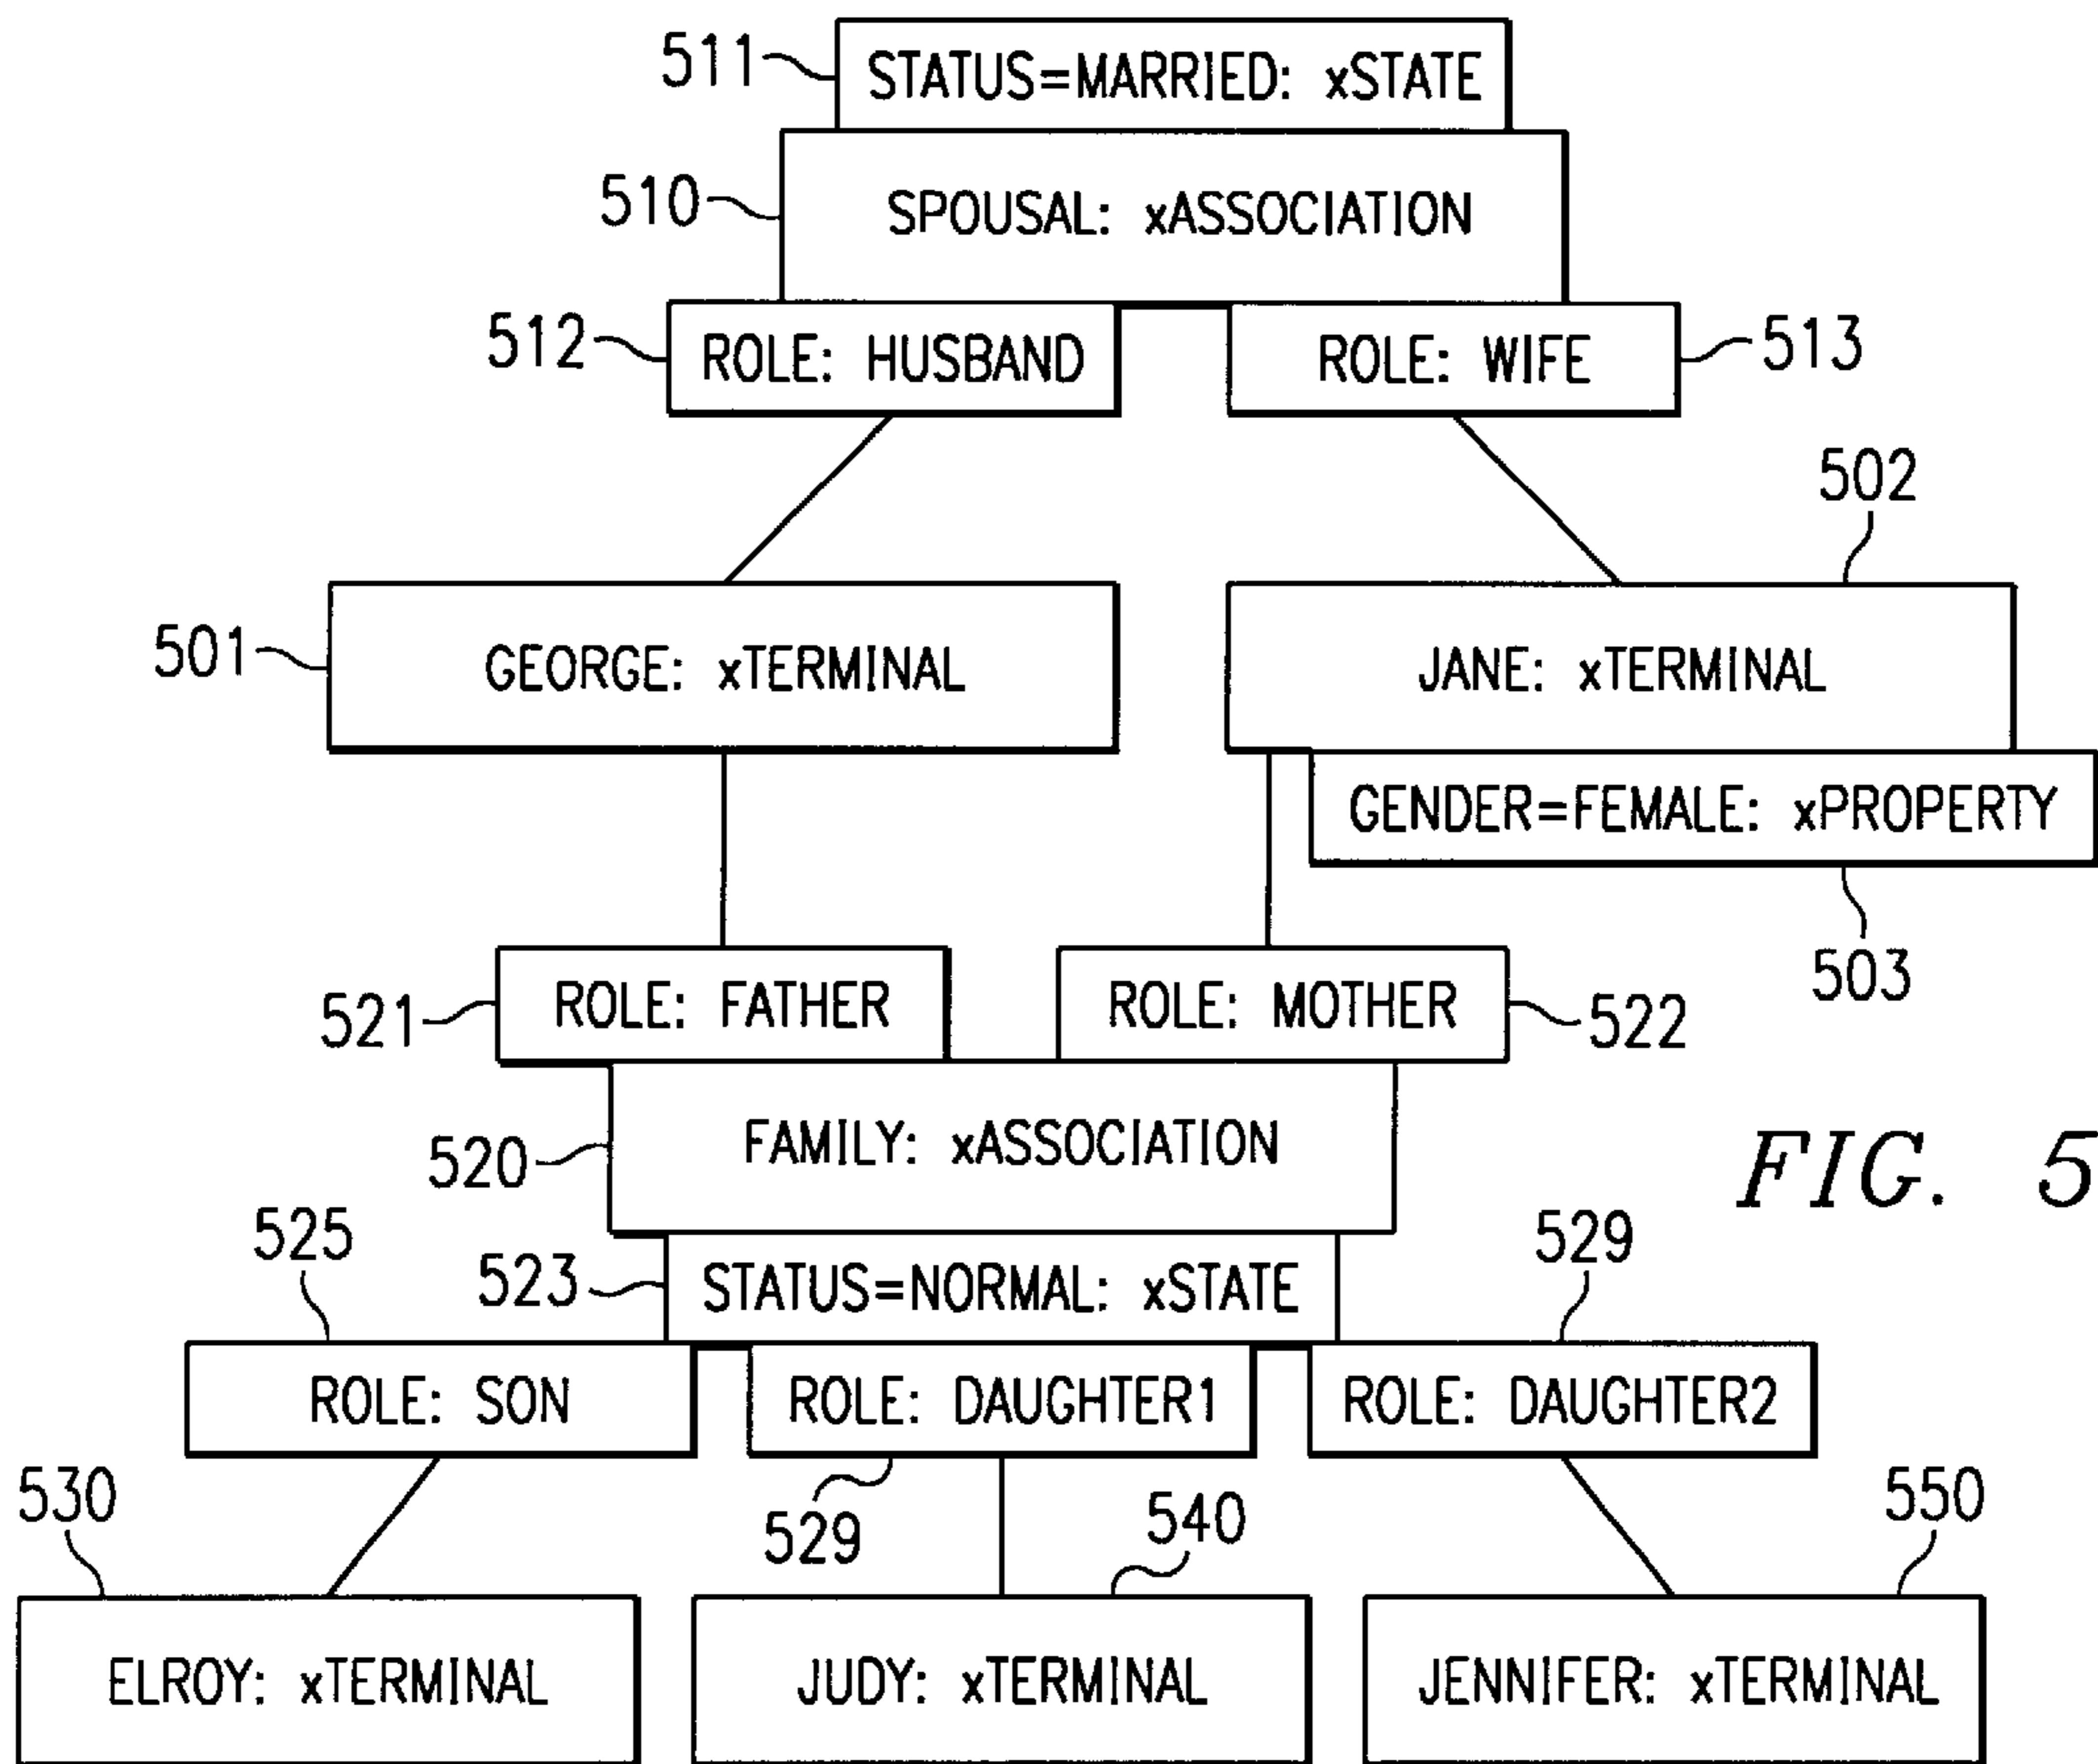 511
STATUS=MARRIED: xSTATE
510
SPOUSAL: xASSOCIATION
512
ROLE: HUSBAND
ROLE: WIFE
513
502
501
GEORGE: xTERMINAL
JANE: xTERMINAL
GENDER=FEMALE: xPROPERTY
503
521
ROLE: FATHER
ROLE: MOTHER
522
520
FAMILY: xASSOCIATION
FIG. 5
525
523
STATUS=NORMAL: xSTATE
529
ROLE: SON
ROLE: DAUGHTER1
ROLE: DAUGHTER2
530
529
540
550
ELROY: xTERMINAL
JUDY: xTERMINAL
JENNIFER: xTERMINAL